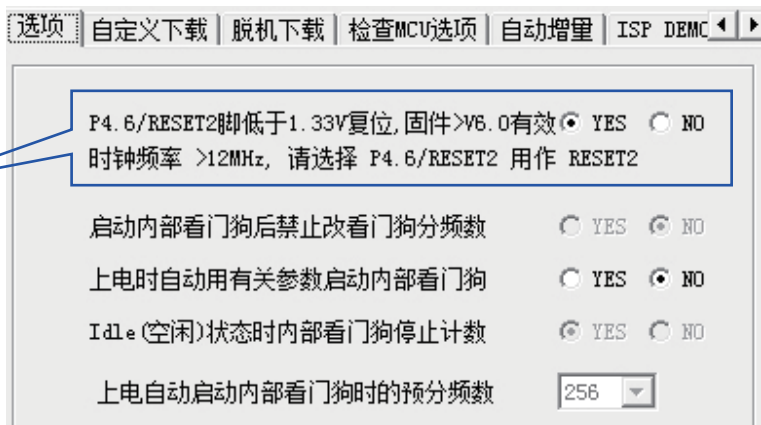 选项 自定义下载 脱机下载 检查MCU选项 自动增量 ISP DEMO
P4.6/RESET2脚低于1.33V复位,固件>V6.0有效 YES NO
时钟频率 >12MHz, 请选择 P4.6/RESET2 用作 RESET2
启动内部看门狗后禁止改看门狗分频数 YES NO
上电时自动用有关参数启动内部看门狗 YES NO
Idle(空闲)状态时内部看门狗停止计数 YES NO
上电自动启动内部看门狗时的预分频数 256